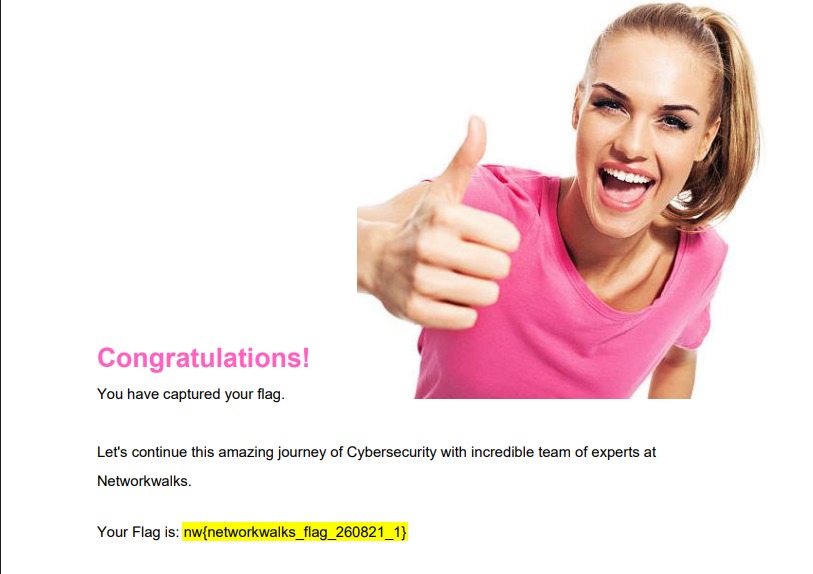 Congratulations!
You have captured your flag.
Let's continue this amazing journey of Cybersecurity with incredible team of experts at
Networkwalks.
Your Flag is: nw{networkwalks_flag_260821_1}